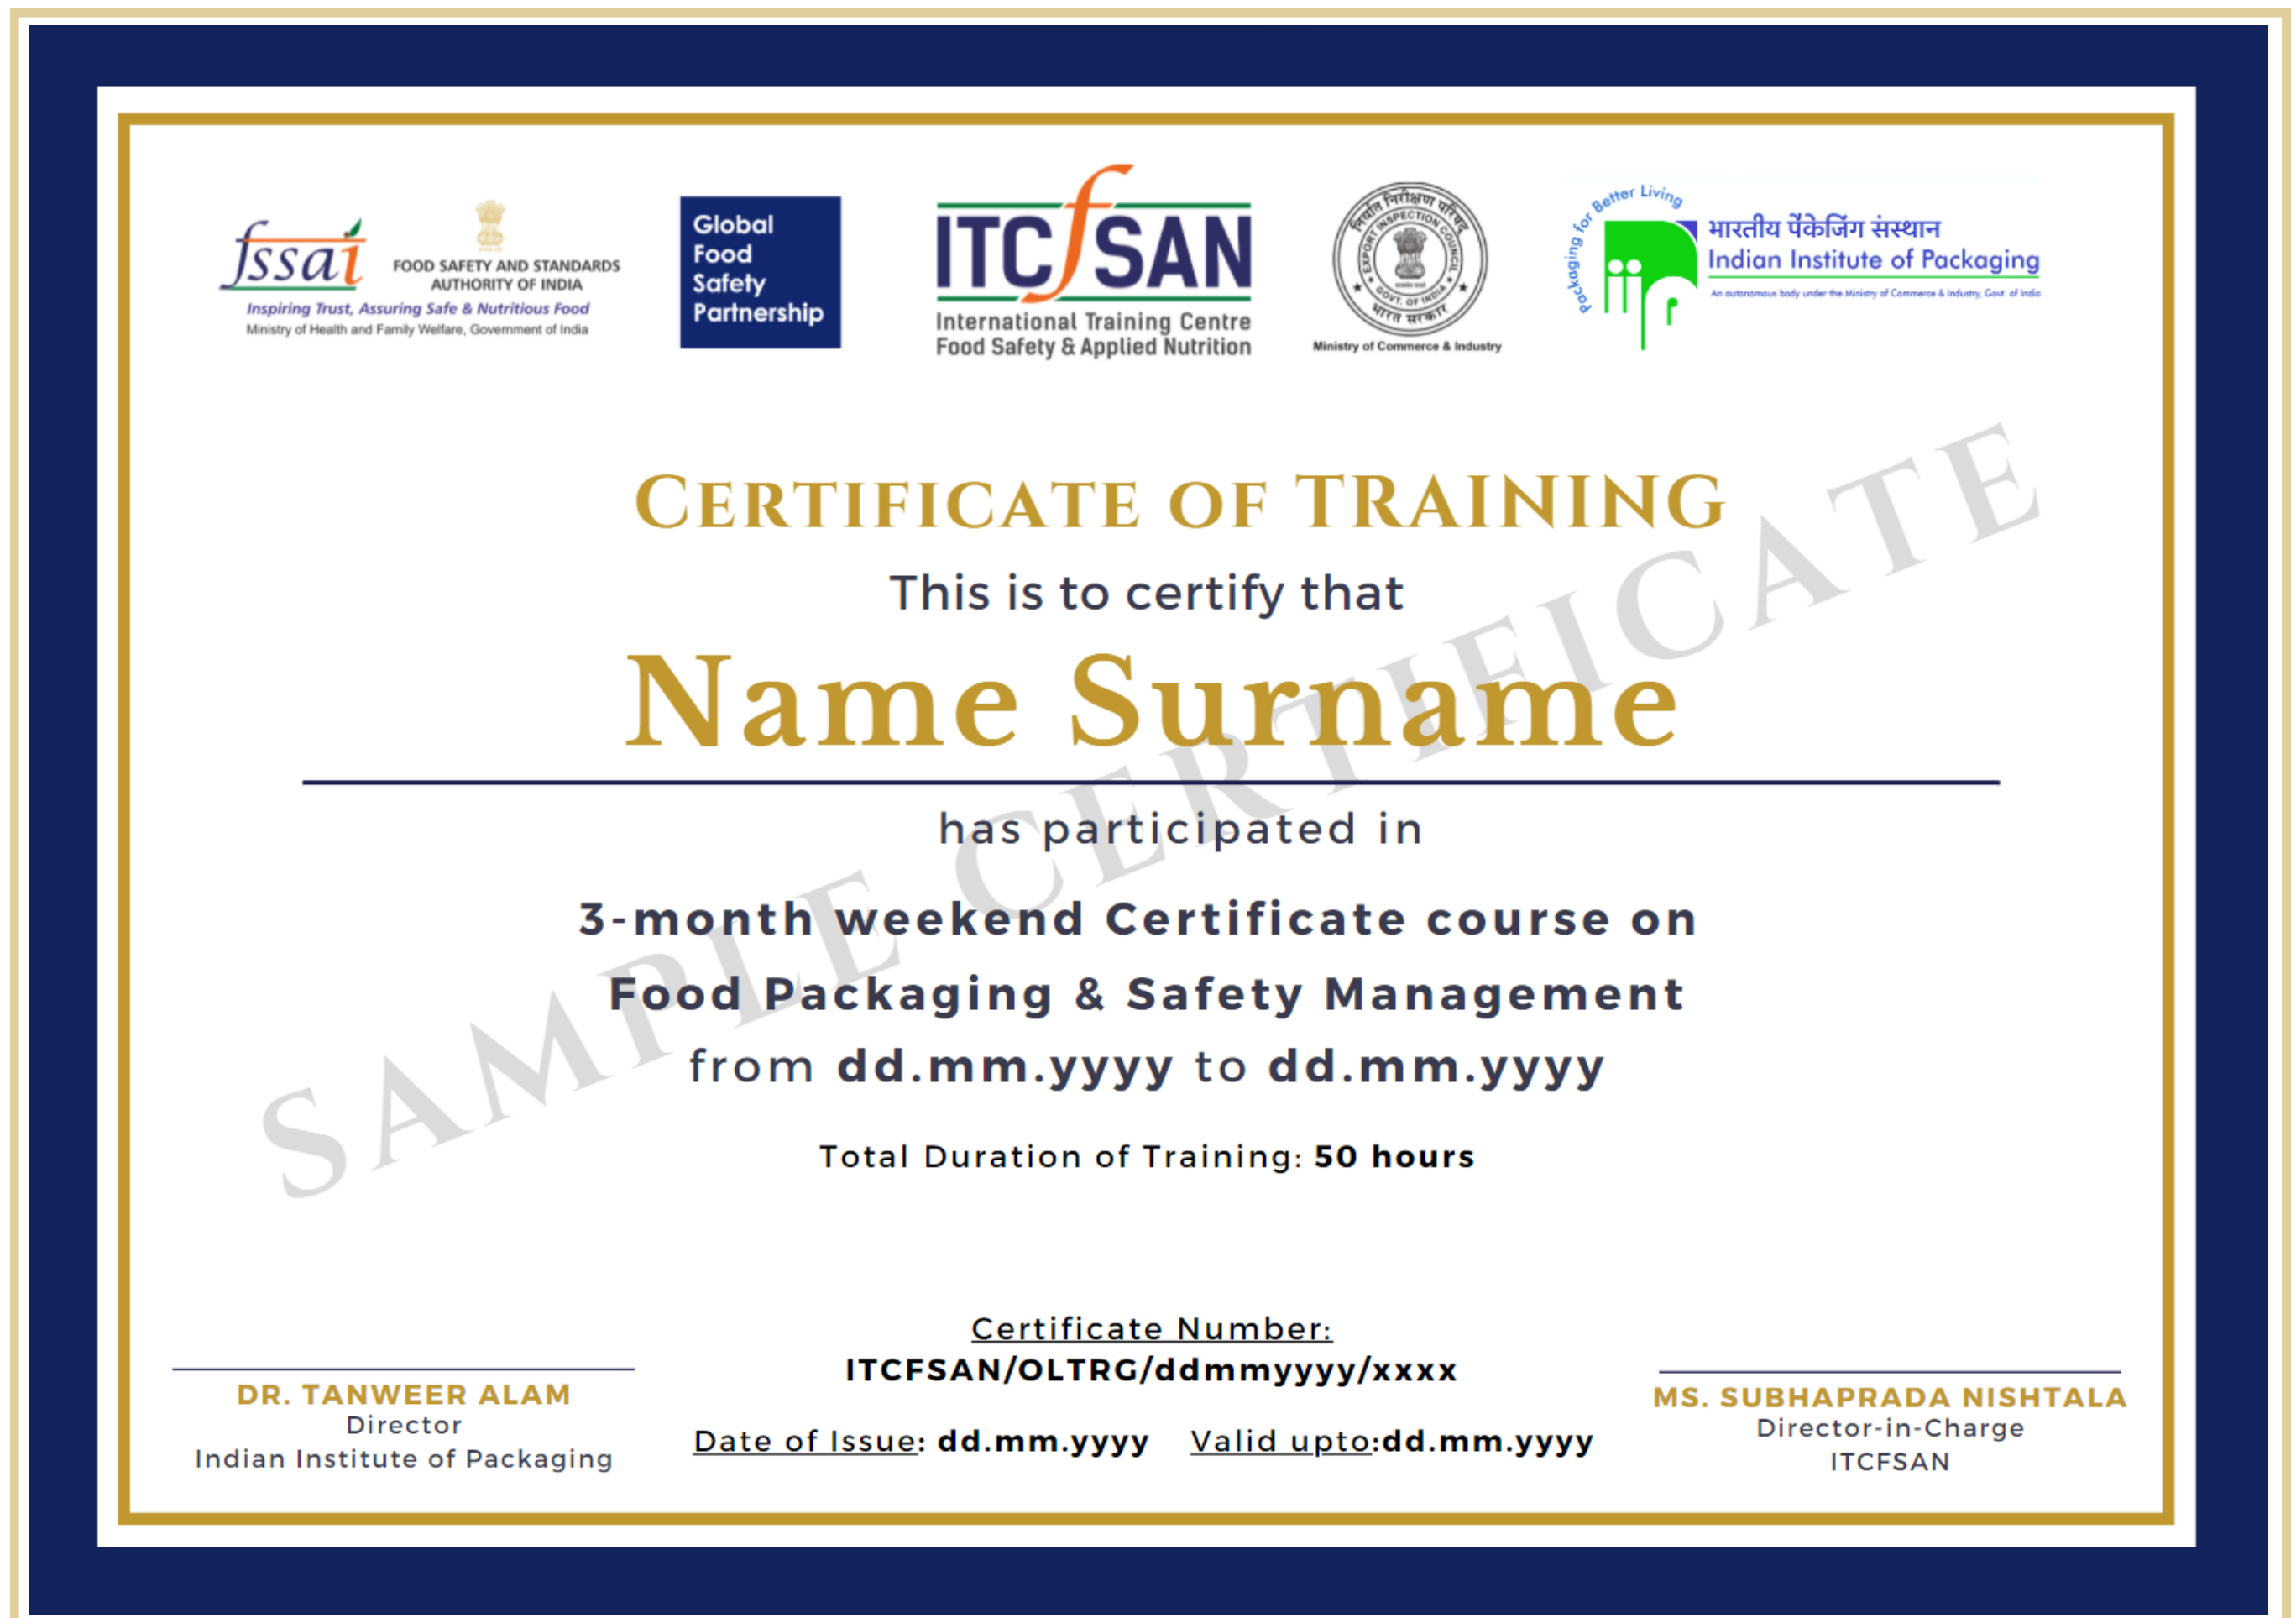 fssai
FOOD SAFETY AND STANDARDS
AUTHORITY OF INDIA
Inspiring Trust, Assuring Safe & Nutritious Food
Ministry of Health and Family Welfare, Government of India
Global
Food
Safety
Partnership
ITCfSAN
International Training Centre
Food Safety & Applied Nutrition
निर्यात निरीक्षण परिषद
EXPORT INSPECTION COUNCIL
GOVT. OF INDIA
भारत सरकार
Ministry of Commerce & Industry
Packaging for Better Living
iip
भारतीय पैंकेजिंग संस्थान
Indian Institute of Packaging
An autonomous body under the Ministry of Commerce & Industry, Govt. of India
CERTIFICATE OF TRAINING
This is to certify that
Name Surname
has participated in
3-month weekend Certificate course on
Food Packaging & Safety Management
from dd.mm.yyyy to dd.mm.yyyy
Total Duration of Training: 50 hours
SAMPLE CERTIFICATE
Certificate Number:
ITCFSAN/OLTRG/ddmmyyyy/xxxx
Date of Issue: dd.mm.yyyy Valid upto:dd.mm.yyyy
DR. TANWEER ALAM
Director
Indian Institute of Packaging
MS. SUBHAPRADA NISHTALA
Director-in-Charge
ITCFSAN